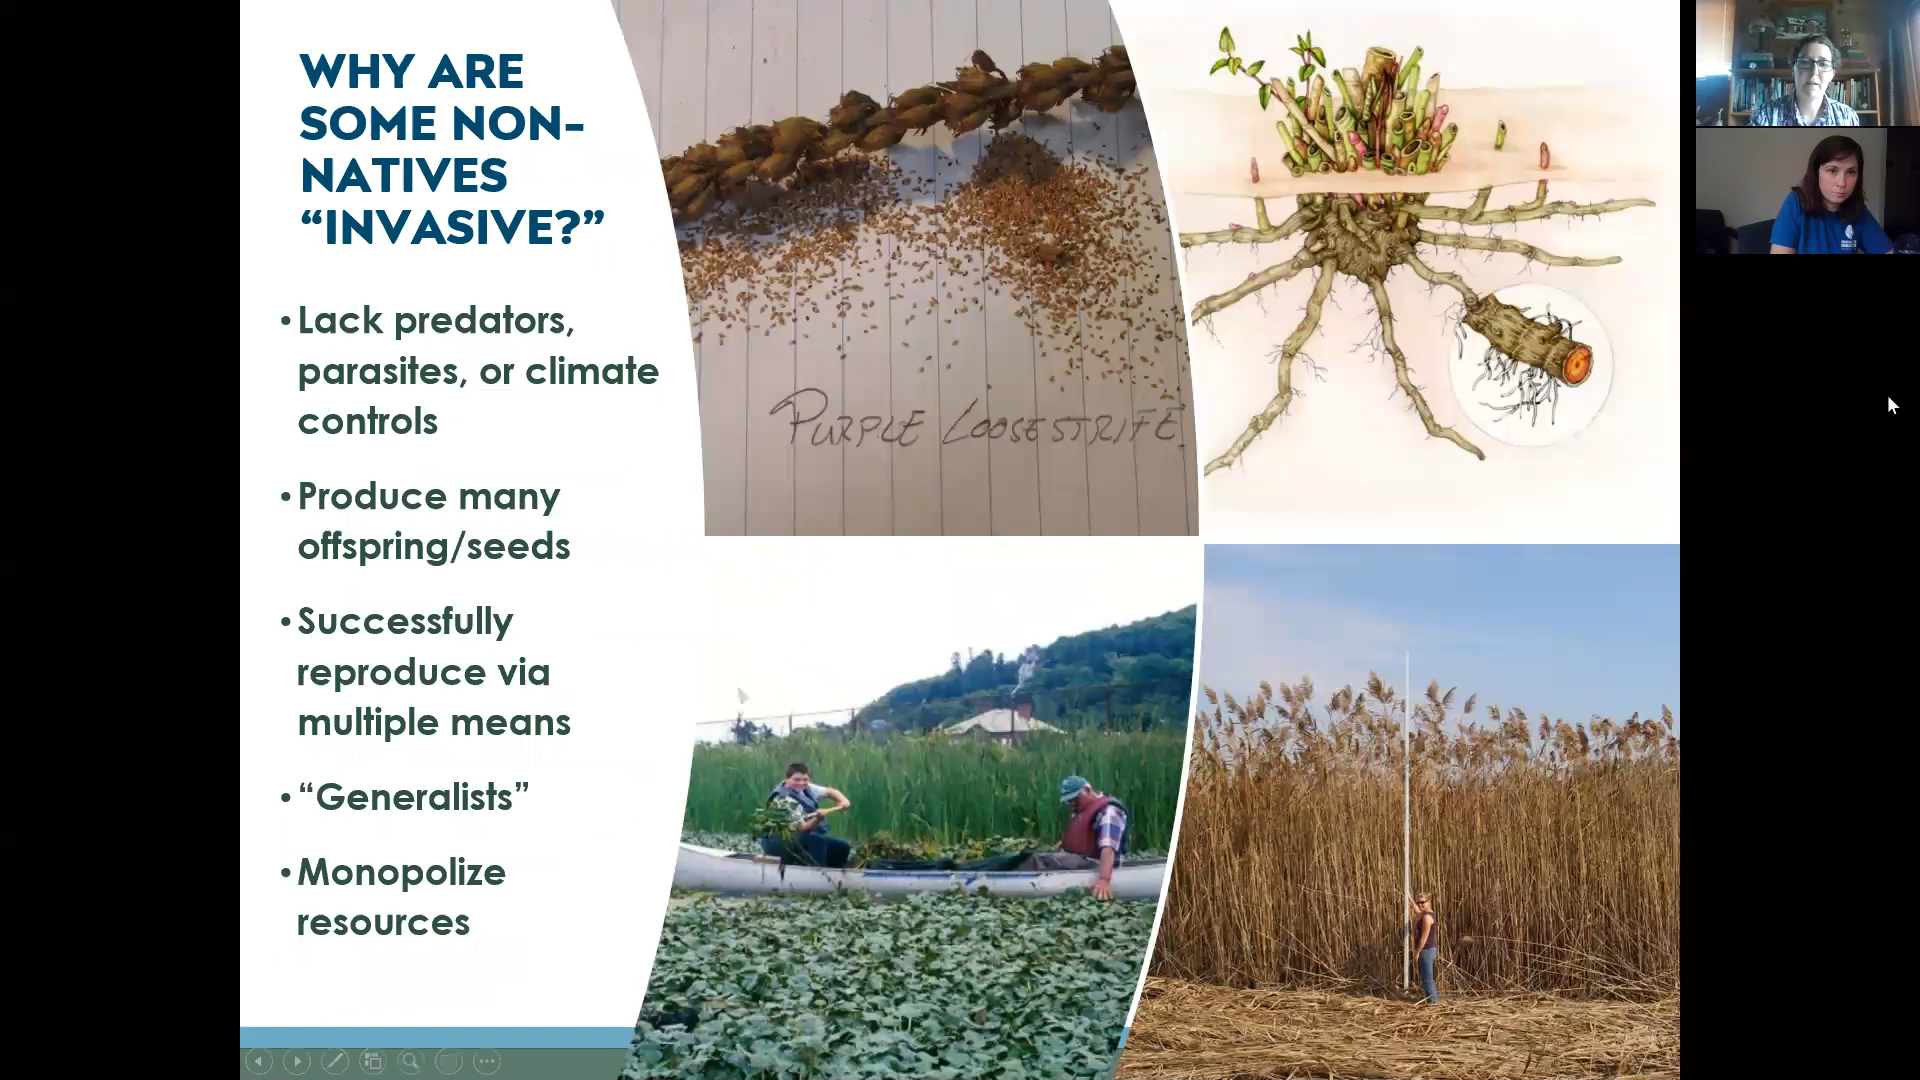 WHY ARE
SOME NON-
NATIVES
“INVASIVE?”
• Lack predators,
parasites, or climate
controls
• Produce many
offspring/seeds
• Successfully
reproduce via
multiple means
• “Generalists”
• Monopolize
resources
PURPLE LOOSESTRIFE.